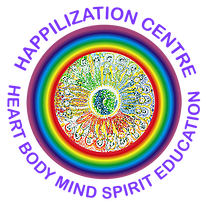 HAPPILIZATION CENTRE
HEART BODY MIND SPIRIT EDUCATION